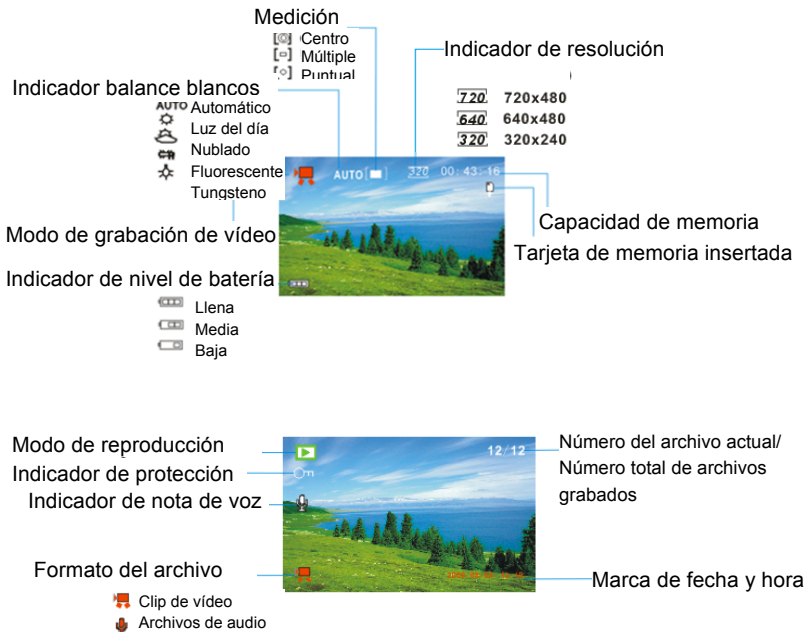 Medición
Centro
Múltiple
Puntual
Indicador de resolución
720 720x480
640 640x480
320 320x240
Indicador balance blancos
AUTO Automático
Luz del día
Nublado
Fluorescente
Tungsteno
AUTO 320 00:43:16
Capacidad de memoria
Tarjeta de memoria insertada
Modo de grabación de vídeo
Indicador de nivel de batería
Llena
Media
Baja
Modo de reproducción
Indicador de protección
Indicador de nota de voz
12/12
Número del archivo actual/
Número total de archivos
grabados
Formato del archivo
Marca de fecha y hora
Clip de vídeo
Archivos de audio